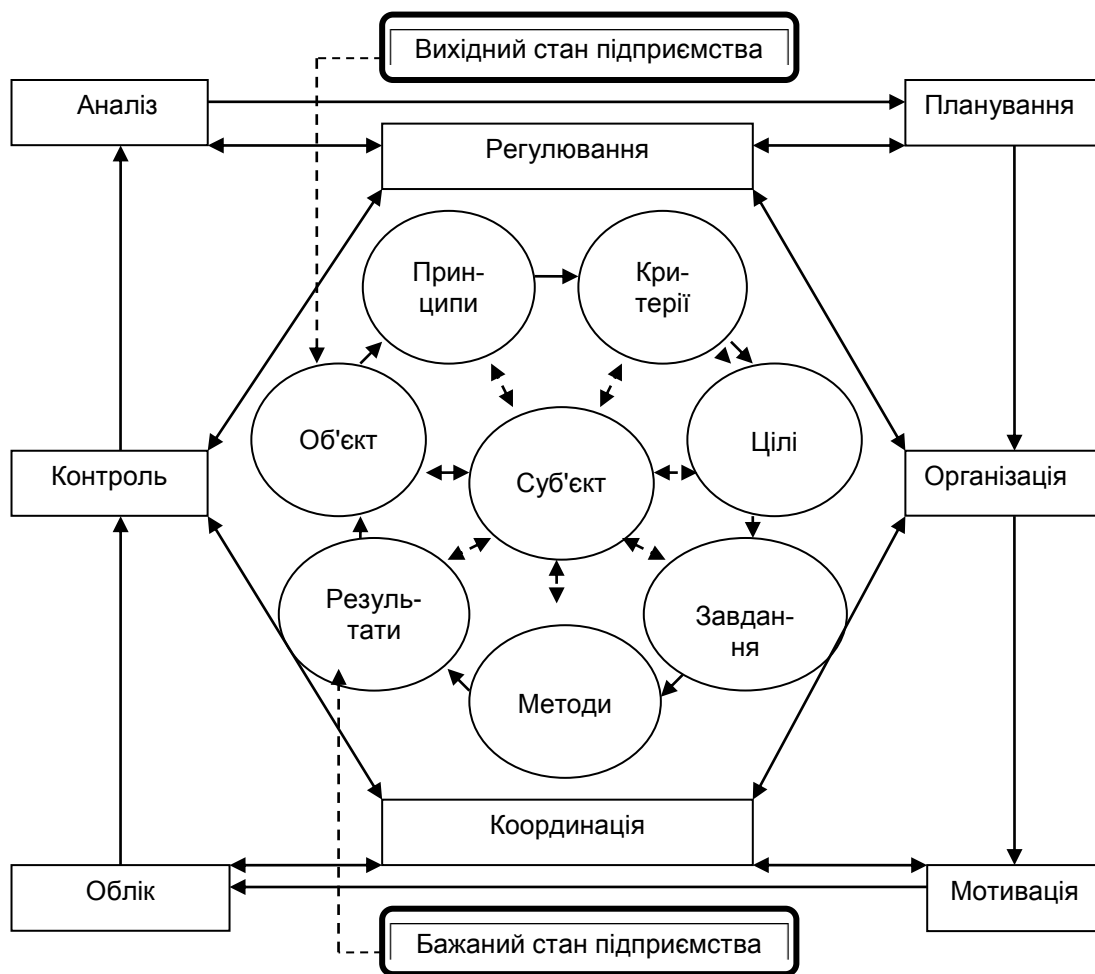 Вихідний стан підприємства
Аналіз
Планування
Регулювання
Прин-
ципи
Кри-
терії
Об'єкт
Цілі
Суб'єкт
Контроль
Організація
Резуль-
тати
Завдан-
ня
Методи
Координація
Облік
Мотивація
Бажаний стан підприємства